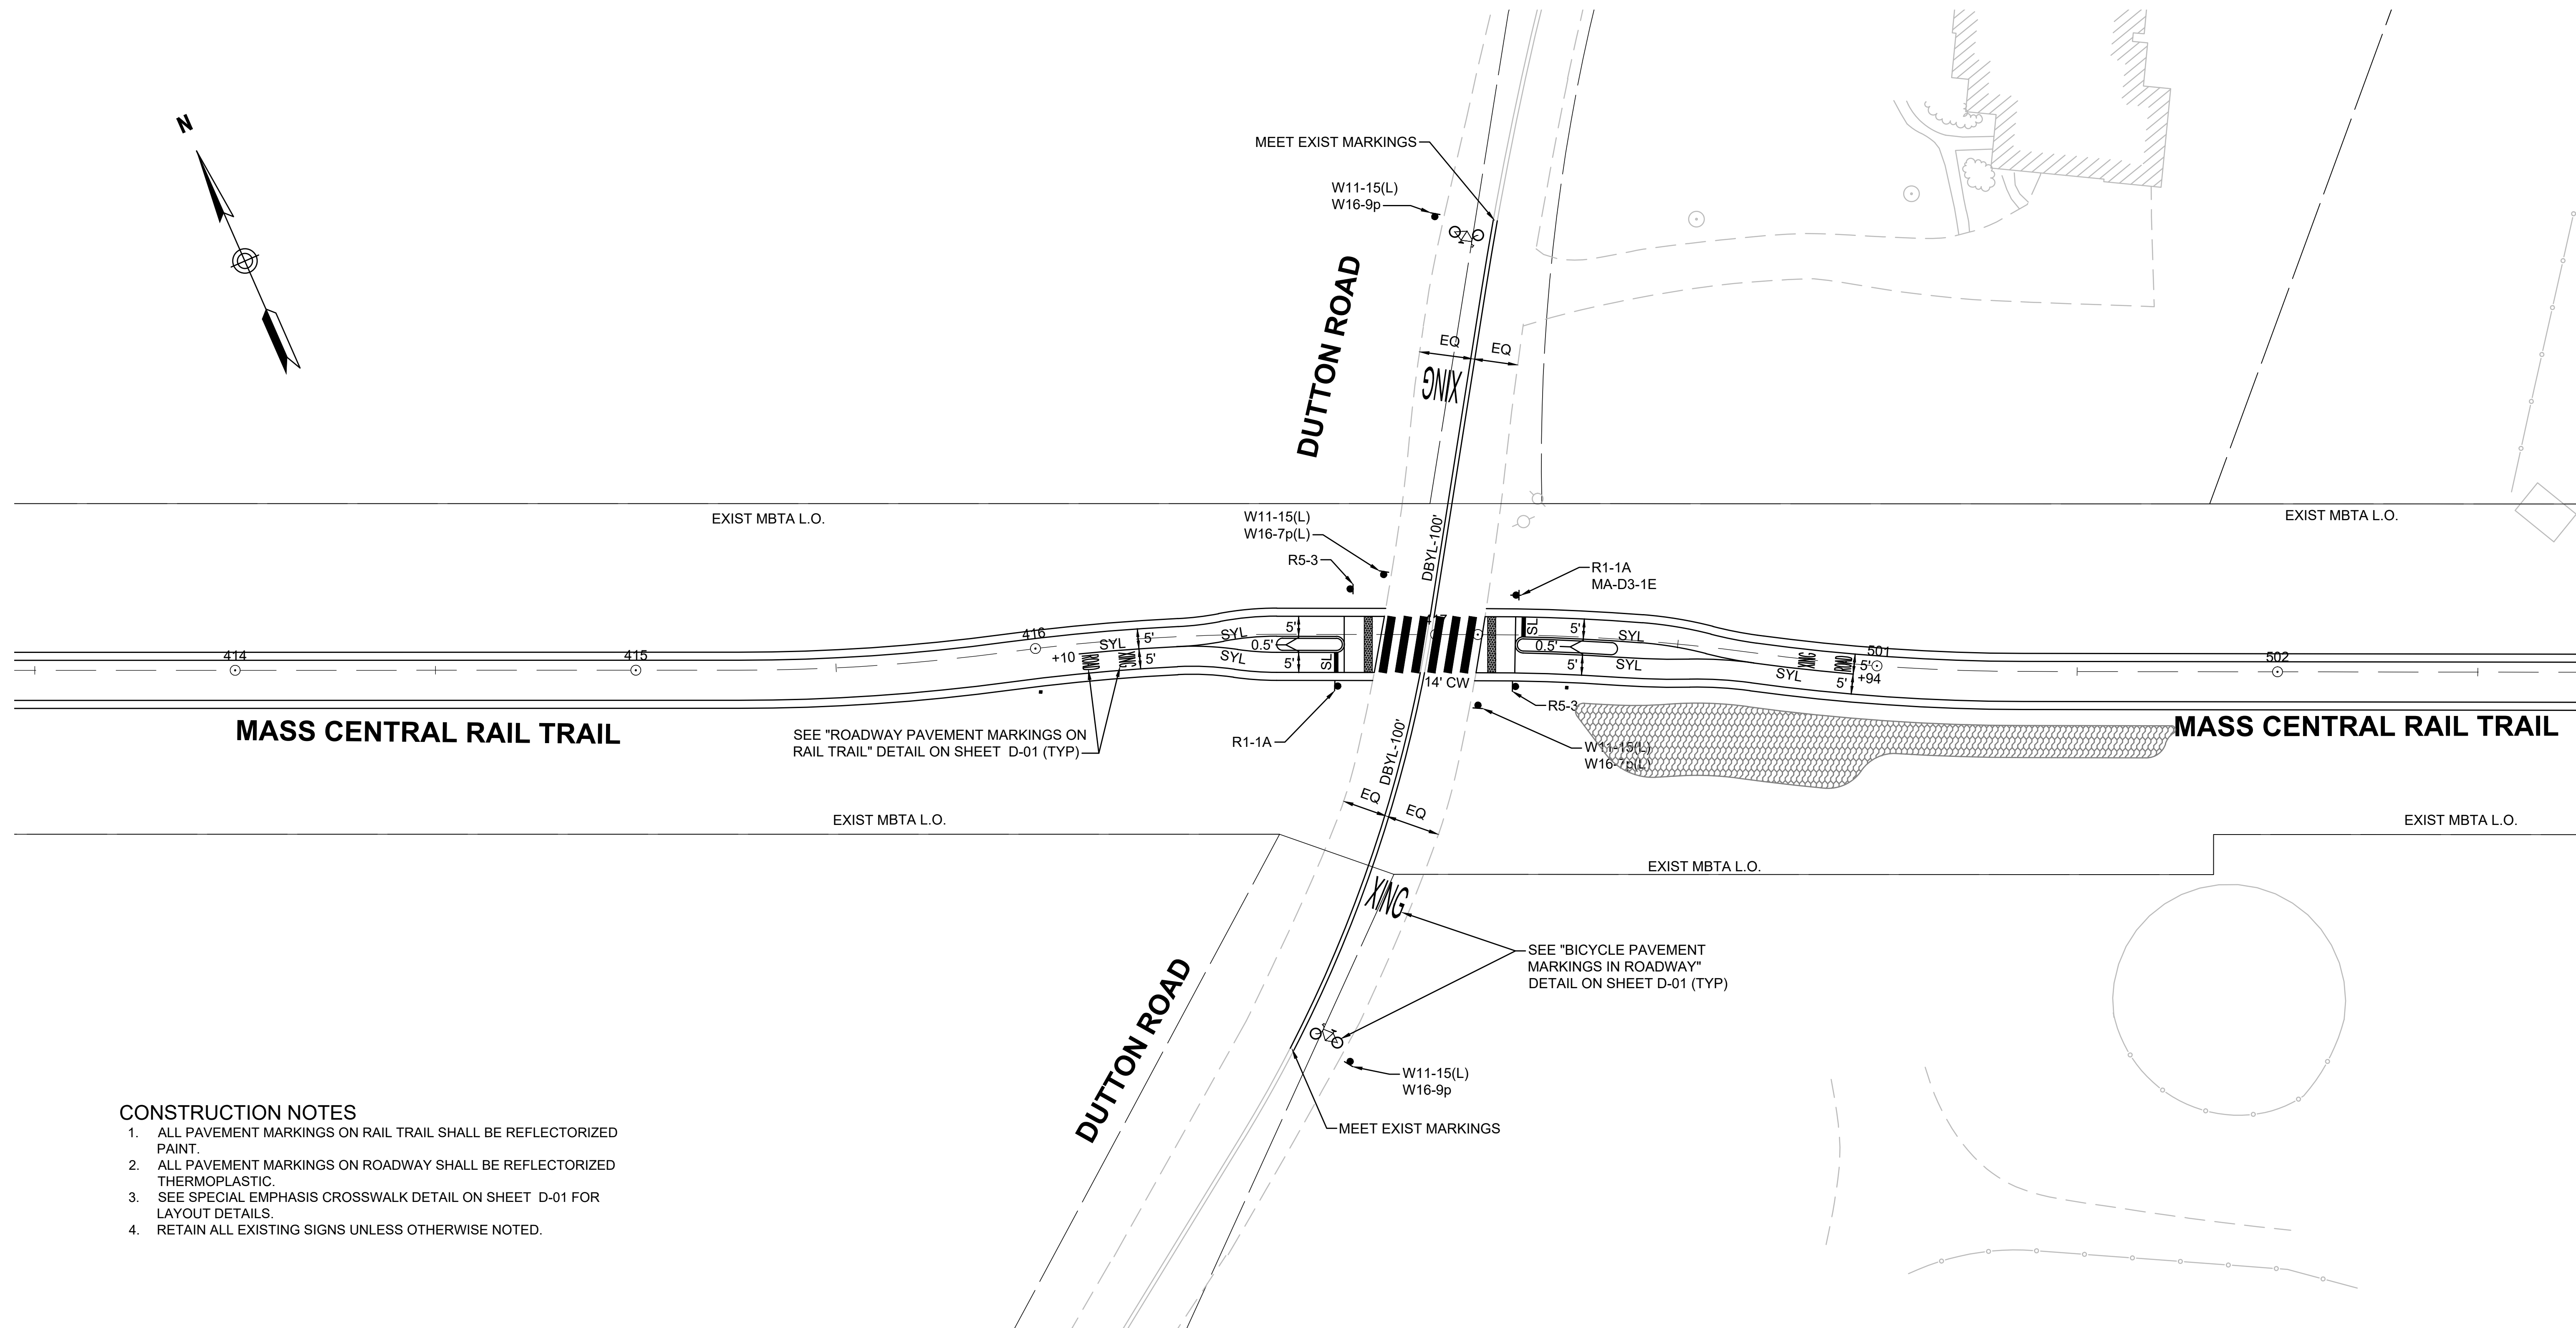 N
MEET EXIST MARKINGS
W11-15(L)
W16-9p
DUTTON ROAD
EQ
EQ
XING
EXIST MBTA L.O.
EXIST MBTA L.O.
W11-15(L)
W16-7p(L)
R5-3
DBYL-100'
R1-1A
MA-D3-1E
414
415
416
+10
ROAD
XING
SYL
5'
5'
SYL
SYL
5'
0.5'
5'
SL
14' CW
SL
5'
0.5'
5'
SYL
SYL
SYL
XING
ROAD
501
5'
5'
+94
502
MASS CENTRAL RAIL TRAIL
MASS CENTRAL RAIL TRAIL
SEE "ROADWAY PAVEMENT MARKINGS ON
RAIL TRAIL" DETAIL ON SHEET D-01 (TYP)
R1-1A
R5-3
W11-15(L)
W16-7p(L)
DBYL-100'
EQ
EQ
EXIST MBTA L.O.
EXIST MBTA L.O.
EXIST MBTA L.O.
XING
SEE "BICYCLE PAVEMENT
MARKINGS IN ROADWAY"
DETAIL ON SHEET D-01 (TYP)
DUTTON ROAD
W11-15(L)
W16-9p
MEET EXIST MARKINGS
CONSTRUCTION NOTES
1. ALL PAVEMENT MARKINGS ON RAIL TRAIL SHALL BE REFLECTORIZED
PAINT.
2. ALL PAVEMENT MARKINGS ON ROADWAY SHALL BE REFLECTORIZED
THERMOPLASTIC.
3. SEE SPECIAL EMPHASIS CROSSWALK DETAIL ON SHEET D-01 FOR
LAYOUT DETAILS.
4. RETAIN ALL EXISTING SIGNS UNLESS OTHERWISE NOTED.